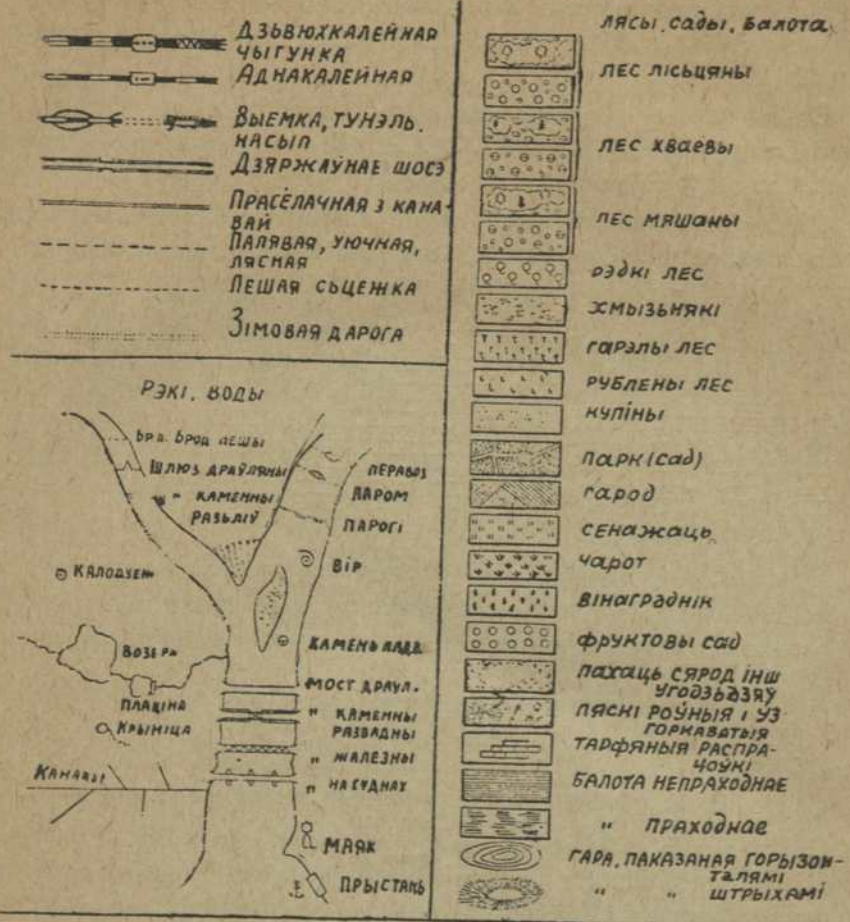 Дзьвюхкалейная
чыгунка
Аднакалейная
Выемка, тунэль.
насып
Дзяржаўнае шосэ
Прасёлачная з кана-
вай
Палявая, уючная,
лясная
Пешая сьцежка
Зімовая дарога
Рэкі. Воды
бр.д. брод пешы
Шлюз драўляны
" каменны
разьліў
перавоз
паром
парогі
вір
калодзеж
камень падв.
возера
плаціна
крыніца
мост драўл.
" каменны
развадны
" жалезны
" на суднах
Каналы
маяк
прыстань
Лясы, сады, балота
лес лісьцяны
лес хваевы
лес мяшаны
рэдкі лес
хмызьнякі
гарэлы лес
рублены лес
купіны
парк (сад)
гарод
сенажаць
чарот
вінаграднік
фруктовы сад
пахаць сярод інш
угодзьдзяў
пяскі роўныя і уз
горкаватыя
тарфяныя распра-
цоўкі
балота непраходнае
" праходнае
гара, паказаная горызон-
талямі
" " штрыхамі